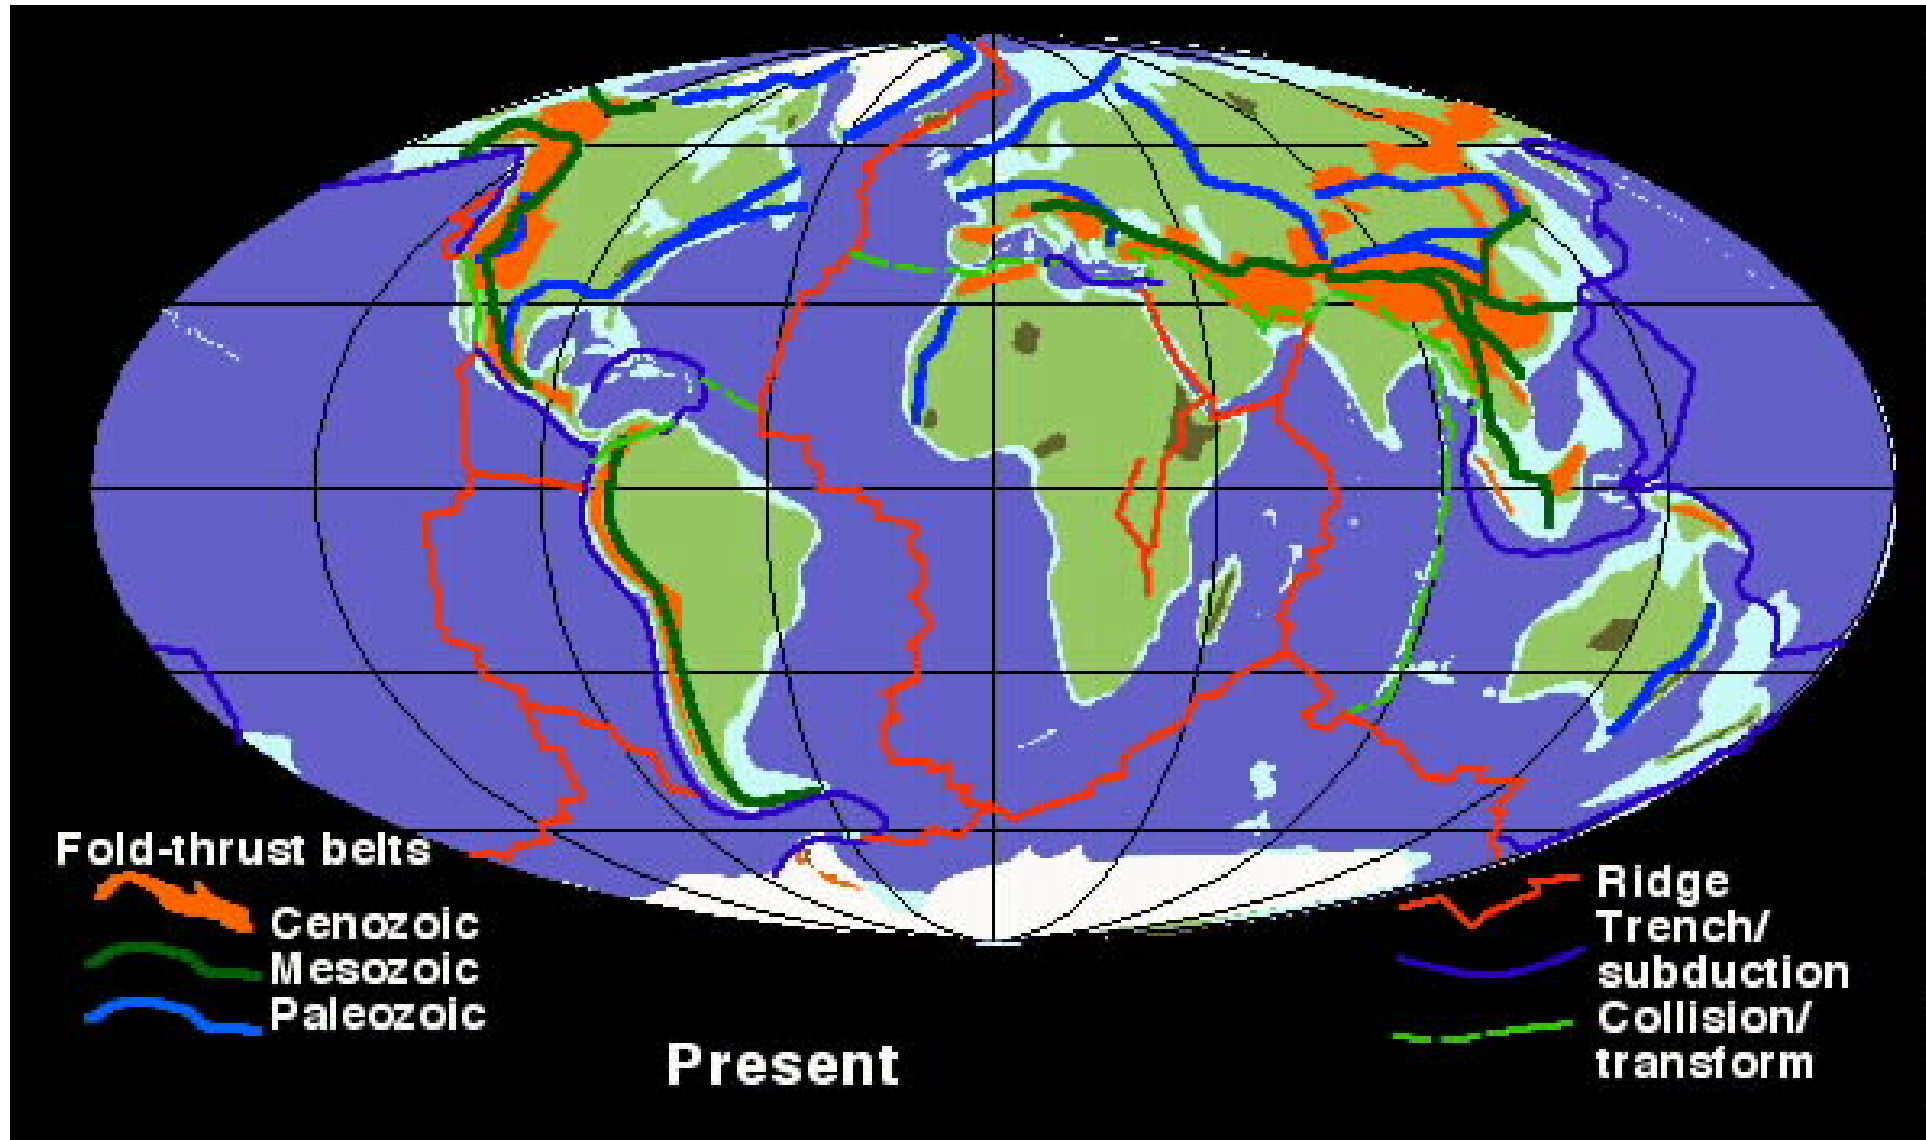 Fold-thrust belts
Cenozoic
Mesozoic
Paleozoic
Present
Ridge
Trench/
subduction
Collision/
transform